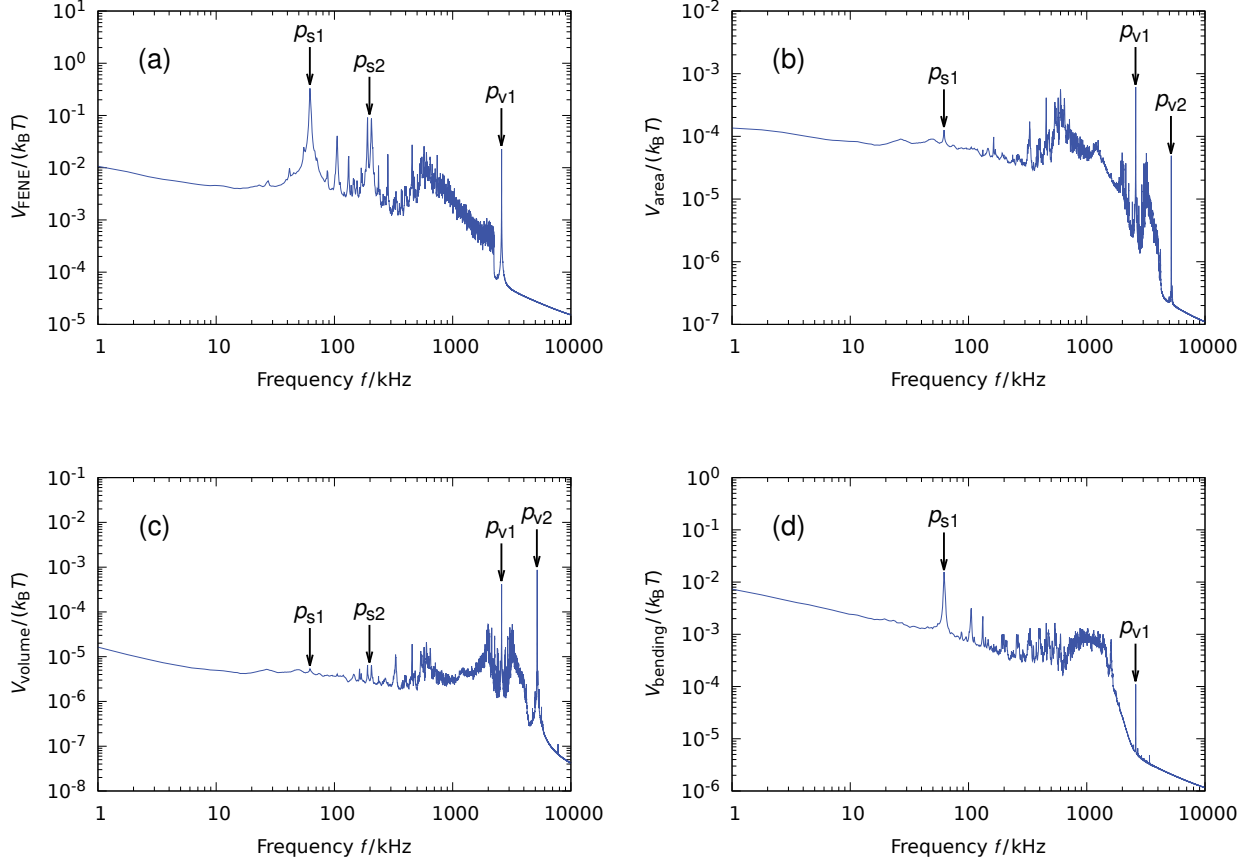 (a)
p_s1
p_s2
p_v1
V_FENE/(k_B T)
10^1
10^0
10^-1
10^-2
10^-3
10^-4
10^-5
1 10 100 1000 10000
Frequency f/kHz
(b)
p_s1
p_v1
p_v2
V_area/(k_B T)
10^-2
10^-3
10^-4
10^-5
10^-6
10^-7
1 10 100 1000 10000
Frequency f/kHz
(c)
p_s1
p_s2
p_v1
p_v2
V_volume/(k_B T)
10^-1
10^-2
10^-3
10^-4
10^-5
10^-6
10^-7
10^-8
1 10 100 1000 10000
Frequency f/kHz
(d)
p_s1
p_v1
V_bending/(k_B T)
10^0
10^-1
10^-2
10^-3
10^-4
10^-5
10^-6
1 10 100 1000 10000
Frequency f/kHz